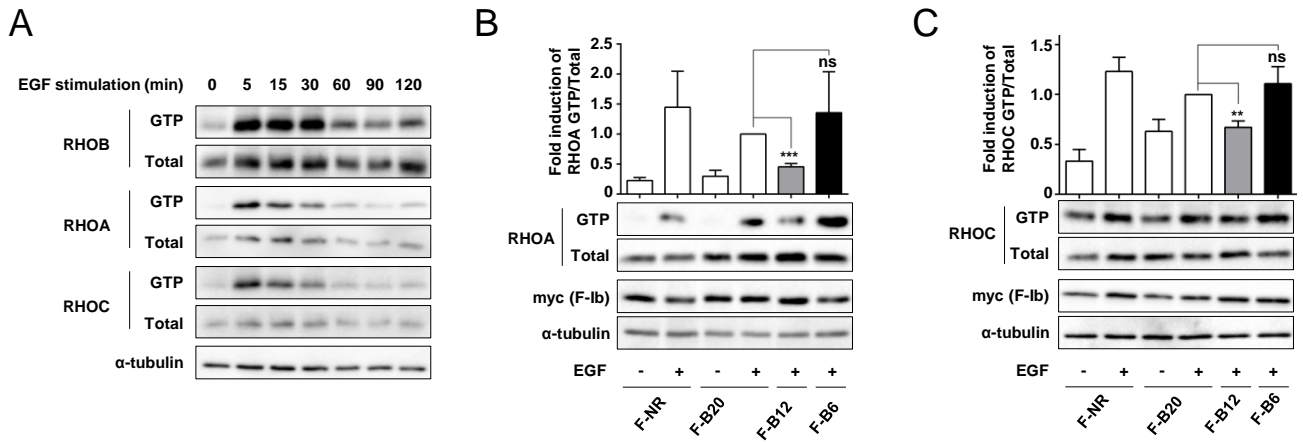 A
EGF stimulation (min) 0 5 15 30 60 90 120
RHOB
GTP
Total
RHOA
GTP
Total
RHOC
GTP
Total
α-tubulin
B
Fold induction of
RHOA GTP/Total
2.5
2.0
1.5
1.0
0.5
0
***
ns
RHOA
GTP
Total
myc (F-Ib)
α-tubulin
EGF - + - + + +
F-NR F-B20 F-B12 F-B6
C
Fold induction of
RHOC GTP/Total
1.5
1.0
0.5
0
**
ns
RHOC
GTP
Total
myc (F-Ib)
α-tubulin
EGF - + - + + +
F-NR F-B20 F-B12 F-B6